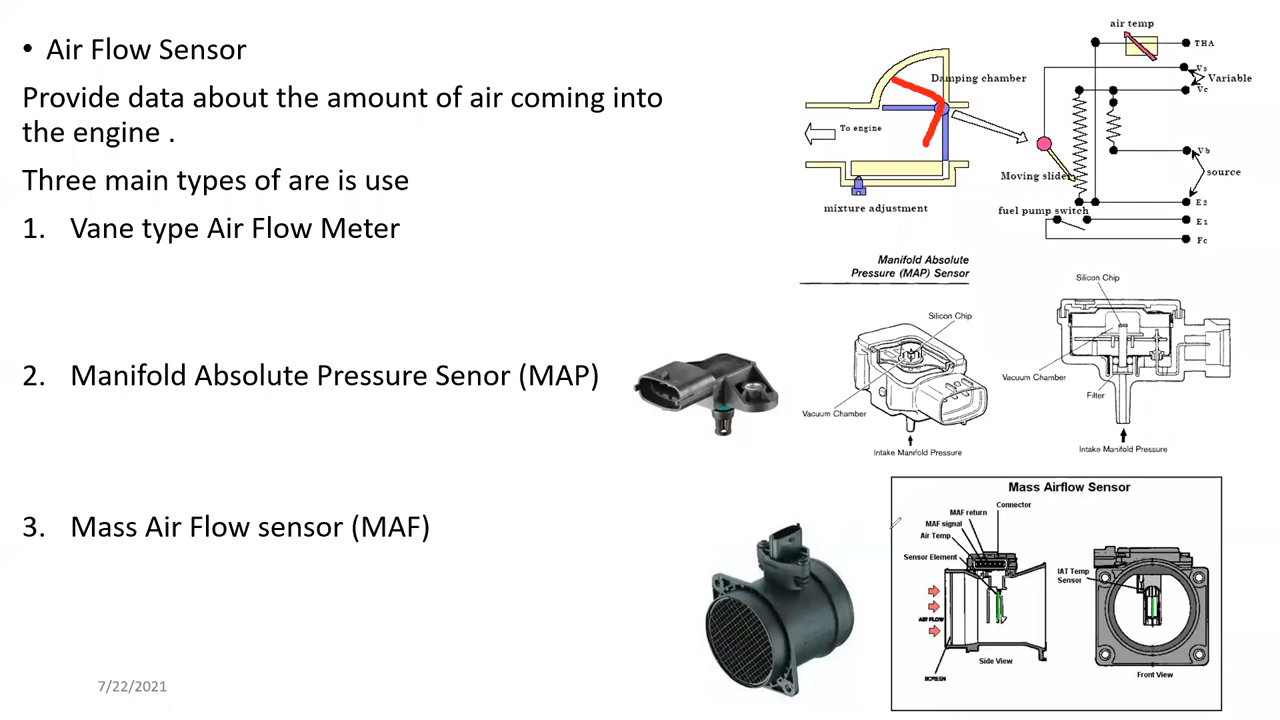 • Air Flow Sensor
Provide data about the amount of air coming into
the engine .
Three main types of are is use
1. Vane type Air Flow Meter
2. Manifold Absolute Pressure Senor (MAP)
3. Mass Air Flow sensor (MAF)
7/22/2021
air temp
THA
Damping chamber
Vs
Variable
Vc
To engine
Vb
Moving slider
source
mixture adjustment
E2
fuel pump switch
E1
Fc
Manifold Absolute
Pressure (MAP) Sensor
Silicon Chip
Vacuum Chamber
Intake Manifold Pressure
Silicon Chip
Vacuum Chamber
Filter
Intake Manifold Pressure
Mass Airflow Sensor
Connector
MAF return
MAF signal
Air Temp
Sensor Element
AIR FLOW
SCREEN
Side View
IAT Temp
Sensor
Front View